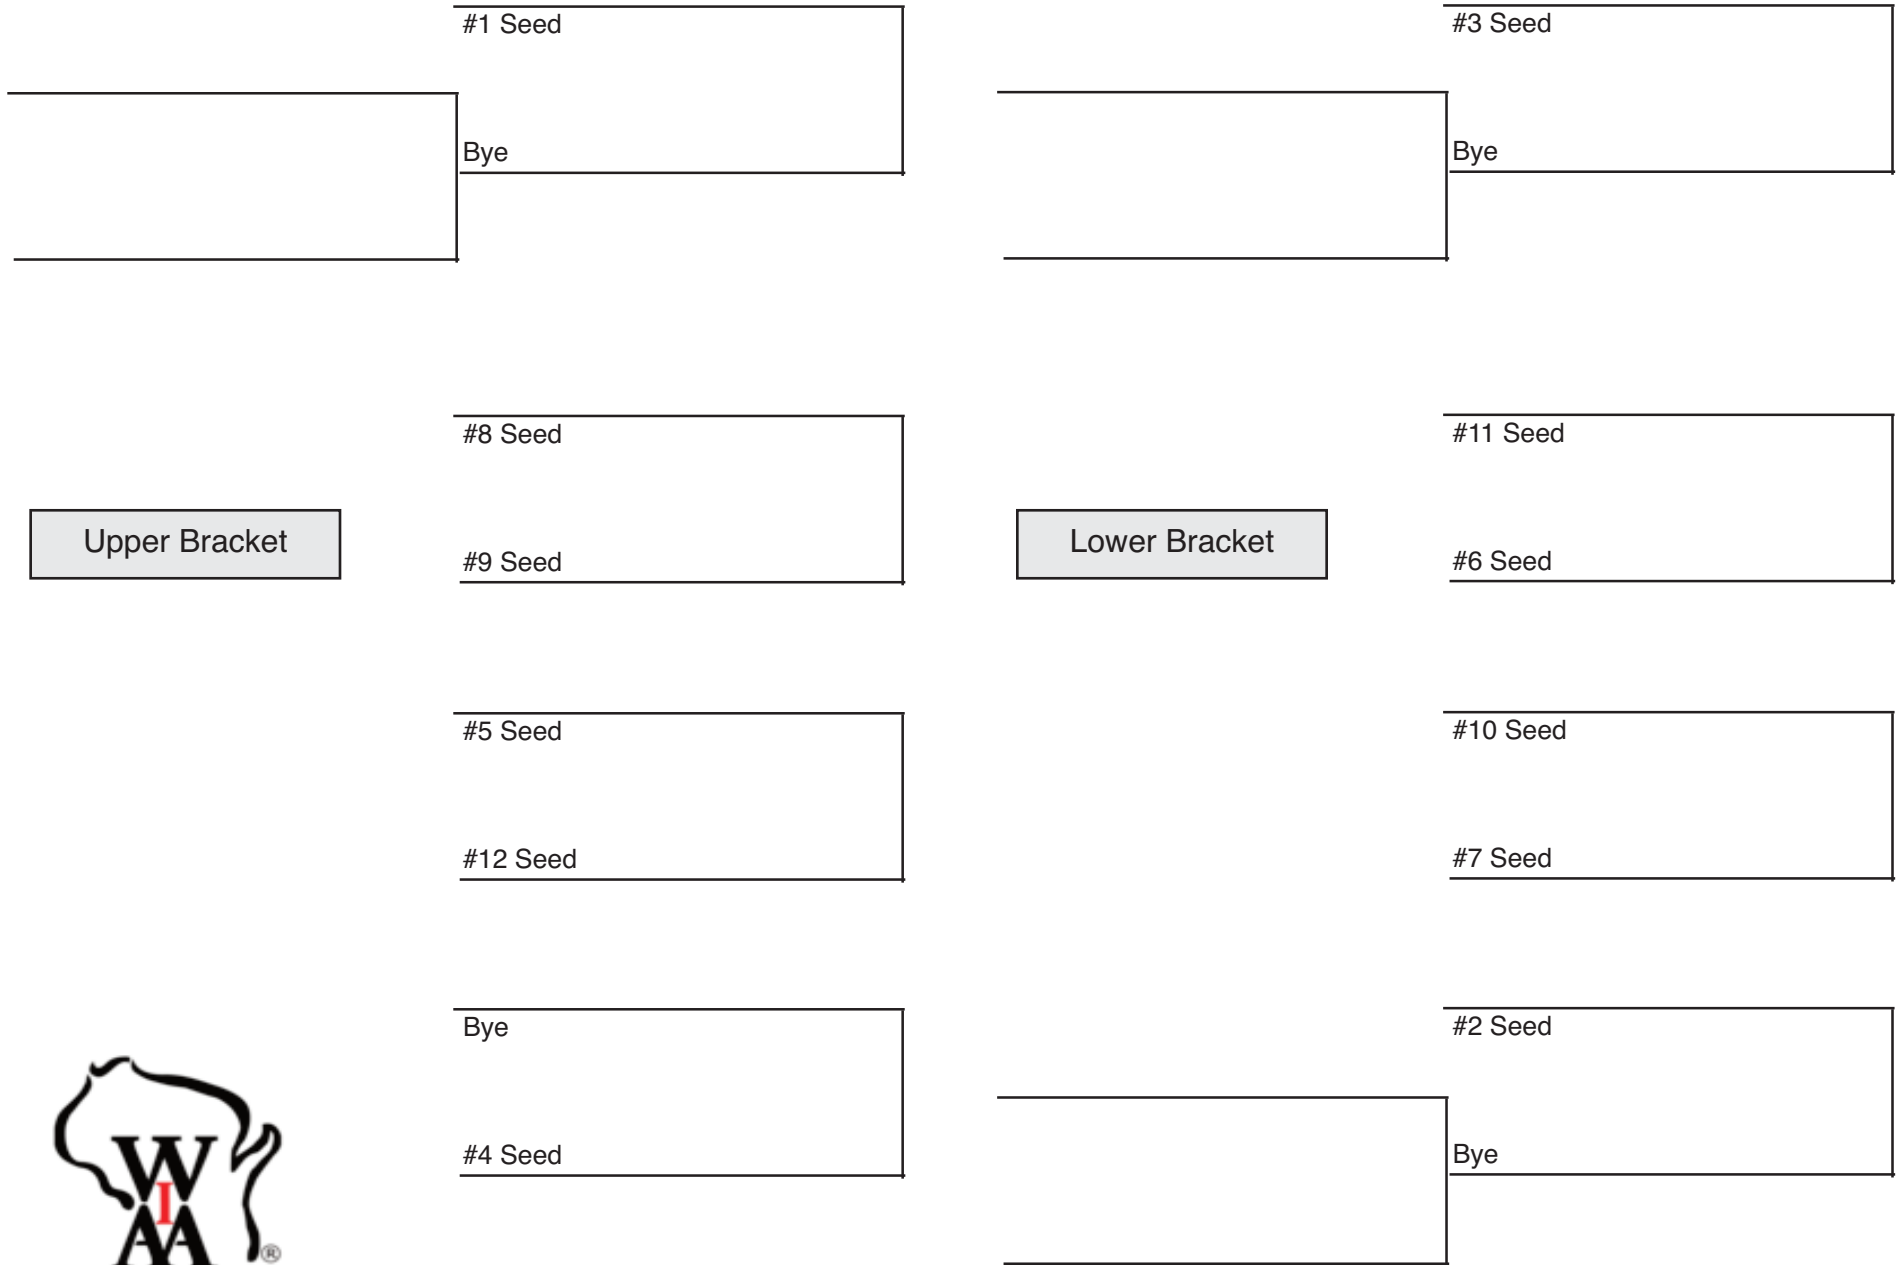 #1 Seed
Bye
#8 Seed
Upper Bracket
#9 Seed
#5 Seed
#12 Seed
Bye
#4 Seed
W
I
AA
®
#3 Seed
Bye
#11 Seed
Lower Bracket
#6 Seed
#10 Seed
#7 Seed
#2 Seed
Bye